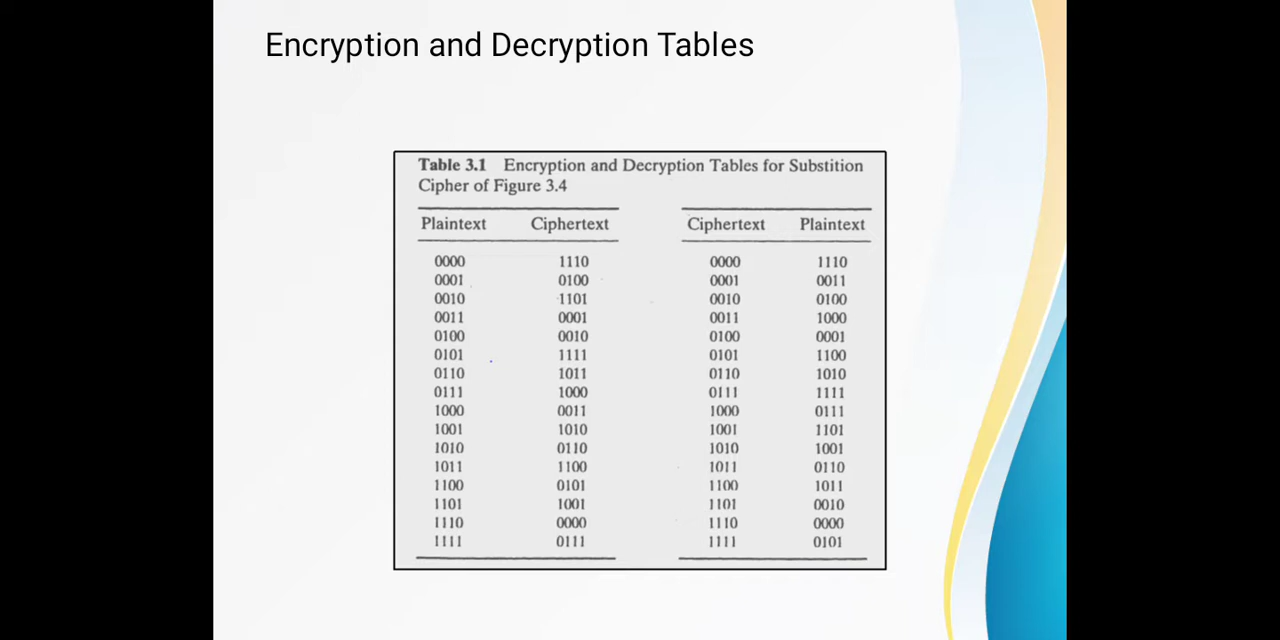 Encryption and Decryption Tables
Table 3.1 Encryption and Decryption Tables for Substition
Cipher of Figure 3.4
Plaintext Ciphertext Ciphertext Plaintext
0000 1110 0000 1110
0001 0100 0001 0011
0010 1101 0010 0100
0011 0001 0011 1000
0100 0010 0100 0001
0101 1111 0101 1100
0110 1011 0110 1010
0111 1000 0111 1111
1000 0011 1000 0111
1001 1010 1001 1101
1010 0110 1010 1001
1011 1100 1011 0110
1100 0101 1100 1011
1101 1001 1101 0010
1110 0000 1110 0000
1111 0111 1111 0101